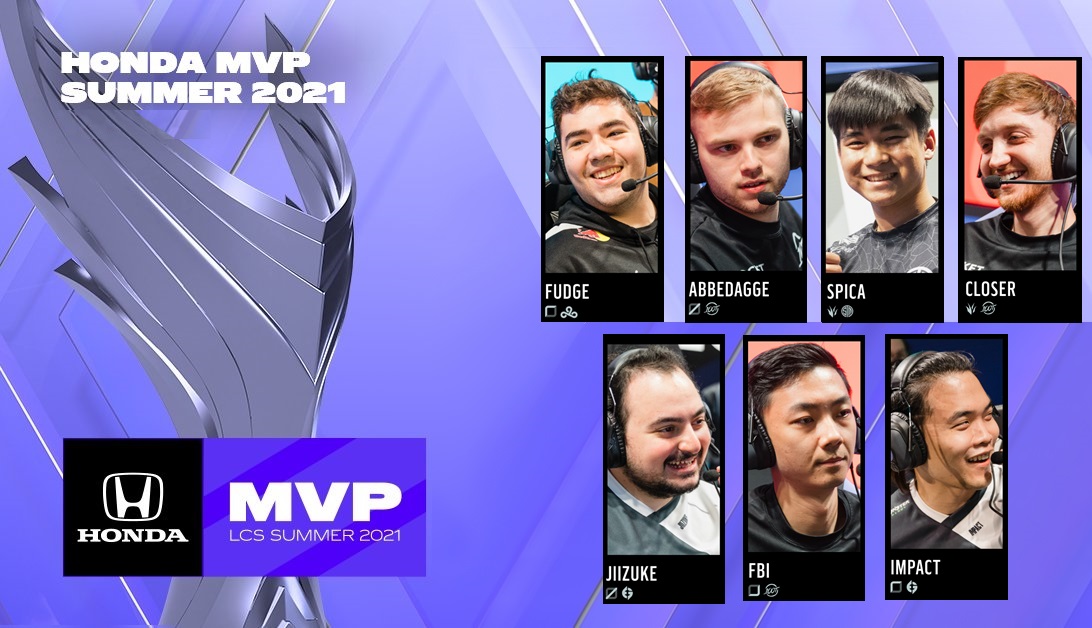 HONDA MVP
SUMMER 2021
FUDGE
ABBEDAGGE
SPICA
CLOSER
HONDA
MVP
LCS SUMMER 2021
JIIZUKE
FBI
IMPACT